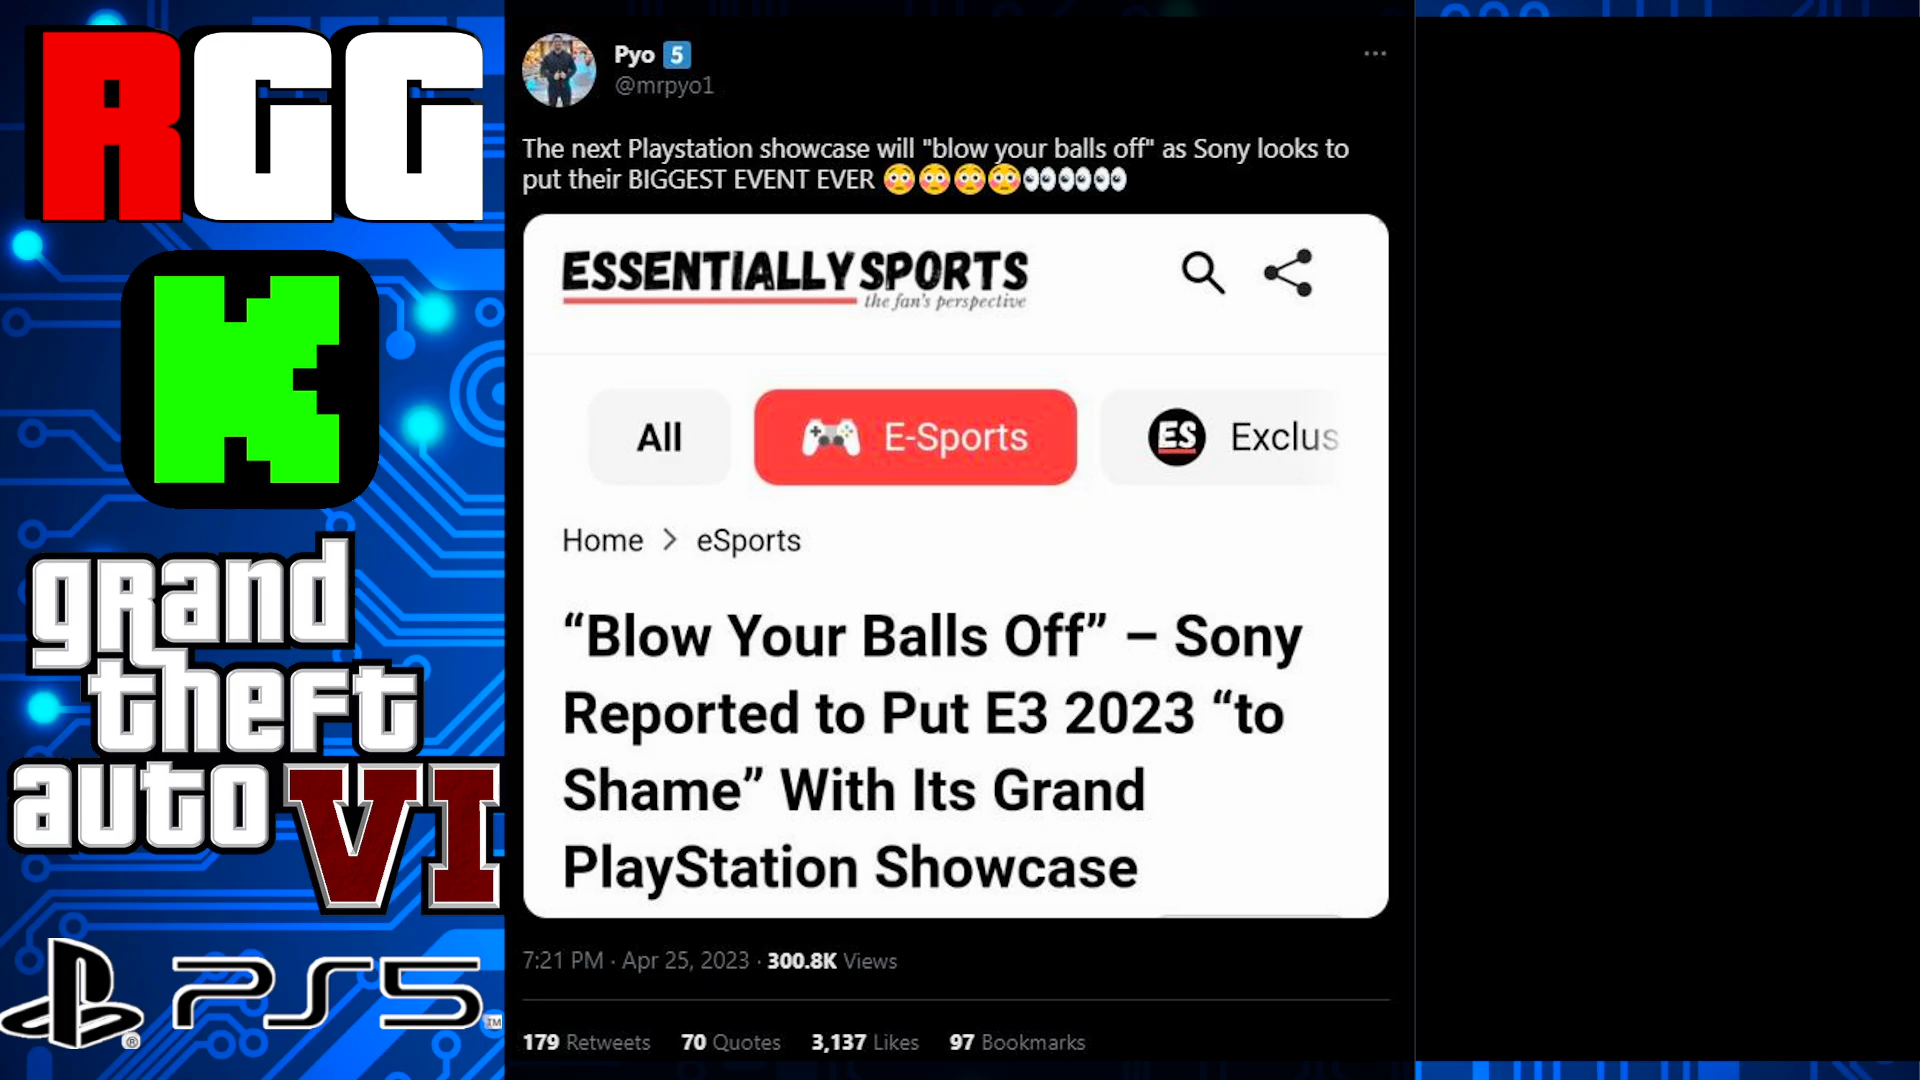 RGG
K
grand
theft
auto VI
PS5 TM
®
Pyo 5
@mrpyo1
The next Playstation showcase will "blow your balls off" as Sony looks to
put their BIGGEST EVENT EVER 😳😳😳😳👀👀👀
ESSENTIALLYSPORTS
the fan's perspective
All
E-Sports
ES Exclus
Home > eSports
“Blow Your Balls Off” – Sony
Reported to Put E3 2023 “to
Shame” With Its Grand
PlayStation Showcase
7:21 PM · Apr 25, 2023 · 300.8K Views
179 Retweets 70 Quotes 3,137 Likes 97 Bookmarks